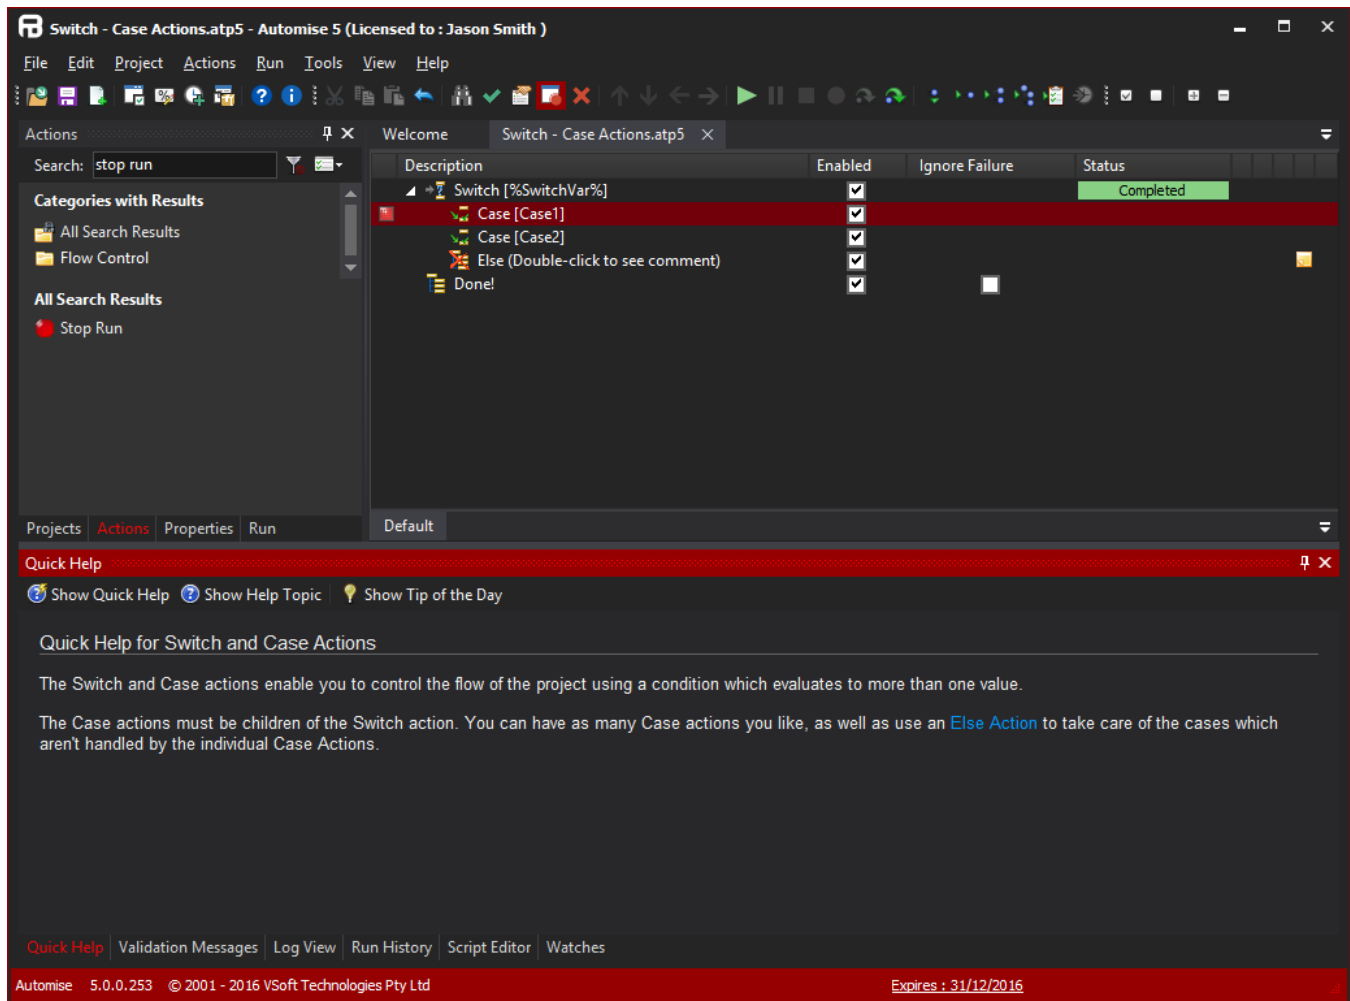 Switch - Case Actions.atp5 - Automise 5 (Licensed to : Jason Smith )
File Edit Project Actions Run Tools View Help
Actions
Search: stop run
Categories with Results
All Search Results
Flow Control
All Search Results
Stop Run
Projects Actions Properties Run
Welcome Switch - Case Actions.atp5
Description Enabled Ignore Failure Status
Switch [%SwitchVar%] Completed
Case [Case1]
Case [Case2]
Else (Double-click to see comment)
Done!
Default
Quick Help
Show Quick Help Show Help Topic Show Tip of the Day
Quick Help for Switch and Case Actions
The Switch and Case actions enable you to control the flow of the project using a condition which evaluates to more than one value.
The Case actions must be children of the Switch action. You can have as many Case actions you like, as well as use an Else Action to take care of the cases which
aren't handled by the individual Case Actions.
Quick Help Validation Messages Log View Run History Script Editor Watches
Automise 5.0.0.253 © 2001 - 2016 VSoft Technologies Pty Ltd Expires : 31/12/2016